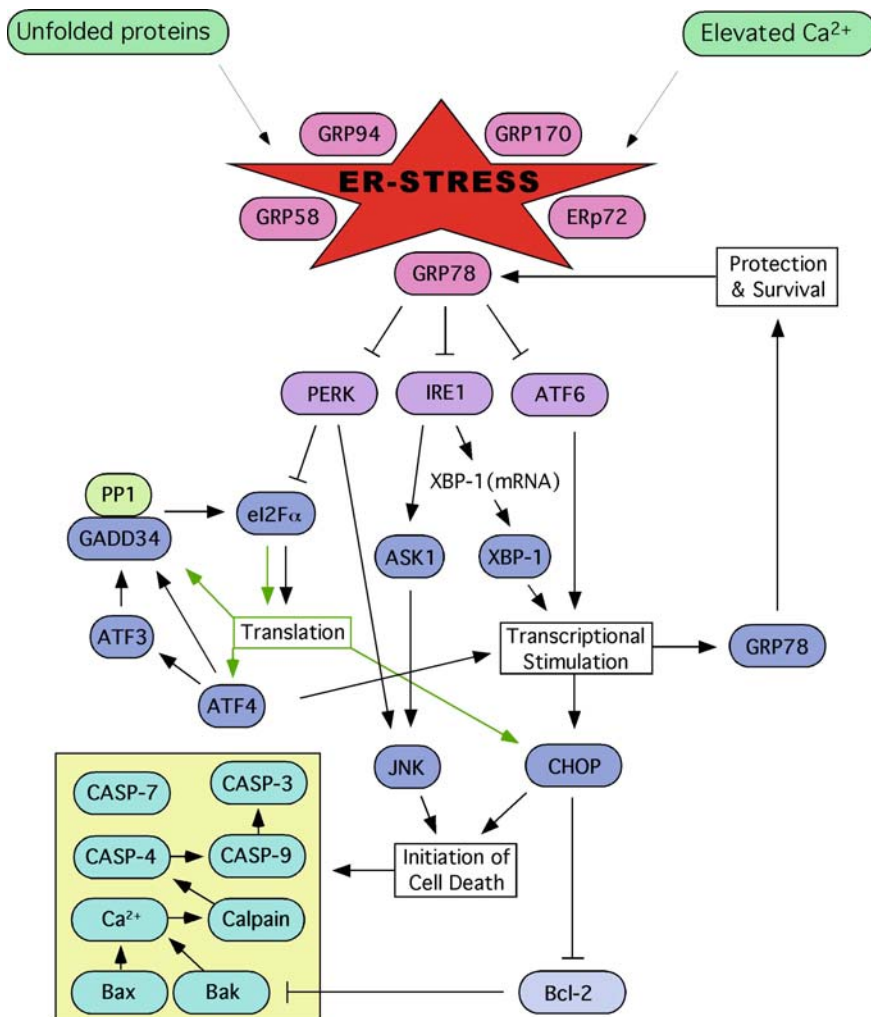 Unfolded proteins
Elevated Ca²⁺
GRP94
GRP170
ER-STRESS
GRP58
ERp72
GRP78
Protection
& Survival
PERK
IRE1
ATF6
XBP-1(mRNA)
PP1
GADD34
eI2Fα
ASK1
XBP-1
ATF3
Translation
Transcriptional
Stimulation
GRP78
ATF4
JNK
CHOP
CASP-7
CASP-3
CASP-4
CASP-9
Initiation of
Cell Death
Ca²⁺
Calpain
Bax
Bak
Bcl-2